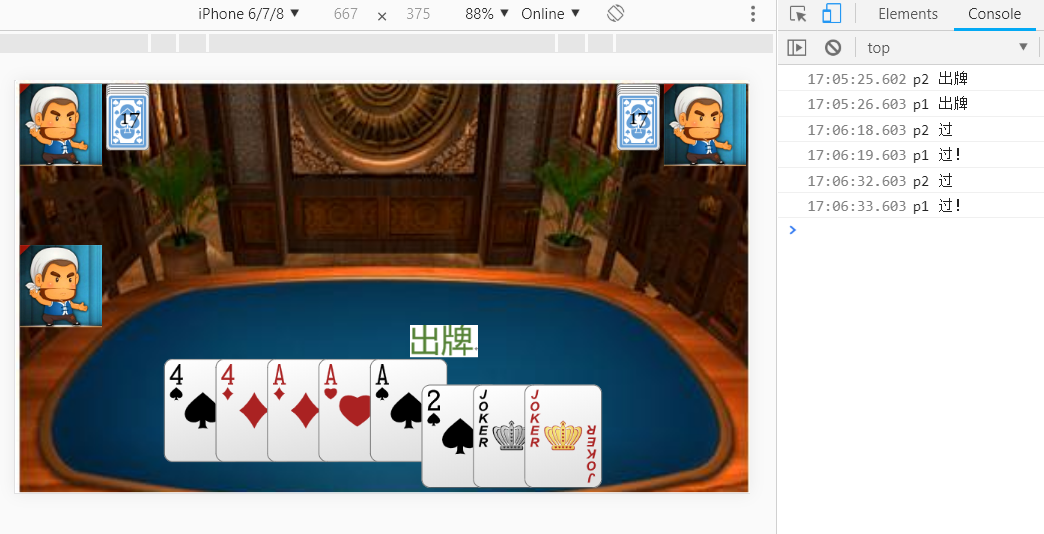 iPhone 6/7/8 ▼ 667 × 375 88% ▼ Online ▼
Elements Console
top ▼
17:05:25.602 p2 出牌
17:05:26.603 p1 出牌
17:06:18.603 p2 过
17:06:19.603 p1 过!
17:06:32.603 p2 过
17:06:33.603 p1 过!
17
17
出牌
4 4 A A A
2 JOKER JOKER
JOKER